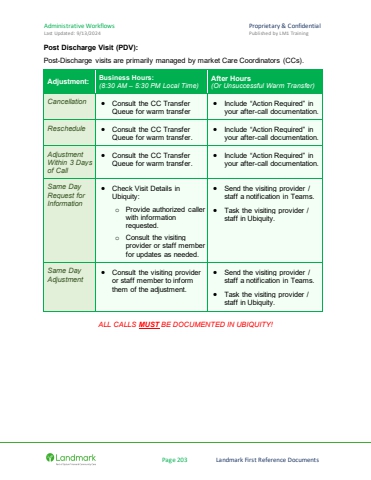 Administrative Workflows
Proprietary & Confidential
Last Updated: 9/13/2024
Published by LMK Training
Post Discharge Visit (PDV):
Post-Discharge visits are primarily managed by market Care Coordinators (CCs).
Adjustment:
Business Hours:
(8:30 AM – 5:30 PM Local Time)
After Hours
(Or Unsuccessful Warm Transfer)
Cancellation
• Consult the CC Transfer
Queue for warm transfer
• Include “Action Required” in
your after-call documentation.
Reschedule
• Consult the CC Transfer
Queue for warm transfer.
• Include “Action Required” in
your after-call documentation.
Adjustment
Within 3 Days
of Call
• Consult the CC Transfer
Queue for warm transfer.
• Include “Action Required” in
your after-call documentation.
Same Day
Request for
Information
• Check Visit Details in
Ubiquity:
o Provide authorized caller
with information
requested.
o Consult the visiting
provider or staff member
for updates as needed.
• Send the visiting provider /
staff a notification in Teams.
• Task the visiting provider /
staff in Ubiquity.
Same Day
Adjustment
• Consult the visiting provider
or staff member to inform
them of the adjustment.
• Send the visiting provider /
staff a notification in Teams.
• Task the visiting provider /
staff in Ubiquity.
ALL CALLS MUST BE DOCUMENTED IN UBIQUITY!
Landmark
Page 203
Landmark First Reference Documents